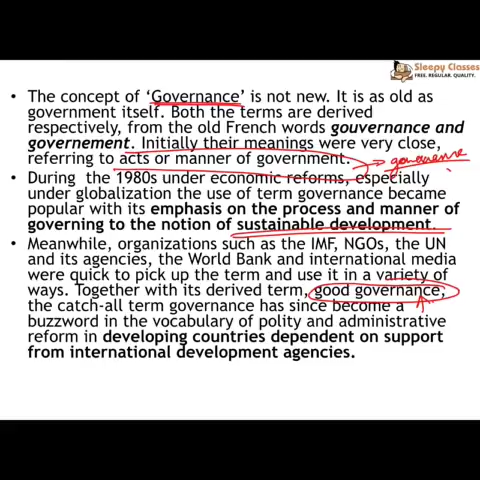 Sleepy Classes
FREE. REGULAR. QUALITY.
• The concept of ‘Governance’ is not new. It is as old as
government itself. Both the terms are derived
respectively, from the old French words gouvernance and
governement. Initially their meanings were very close,
referring to acts or manner of government.
• During the 1980s under economic reforms, especially
under globalization the use of term governance became
popular with its emphasis on the process and manner of
governing to the notion of sustainable development.
• Meanwhile, organizations such as the IMF, NGOs, the UN
and its agencies, the World Bank and international media
were quick to pick up the term and use it in a variety of
ways. Together with its derived term, good governance,
the catch-all term governance has since become a
buzzword in the vocabulary of polity and administrative
reform in developing countries dependent on support
from international development agencies.